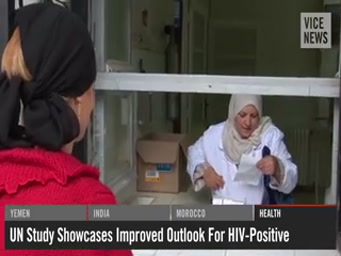 VICE
NEWS
YEMEN INDIA MOROCCO HEALTH
UN Study Showcases Improved Outlook For HIV-Positive